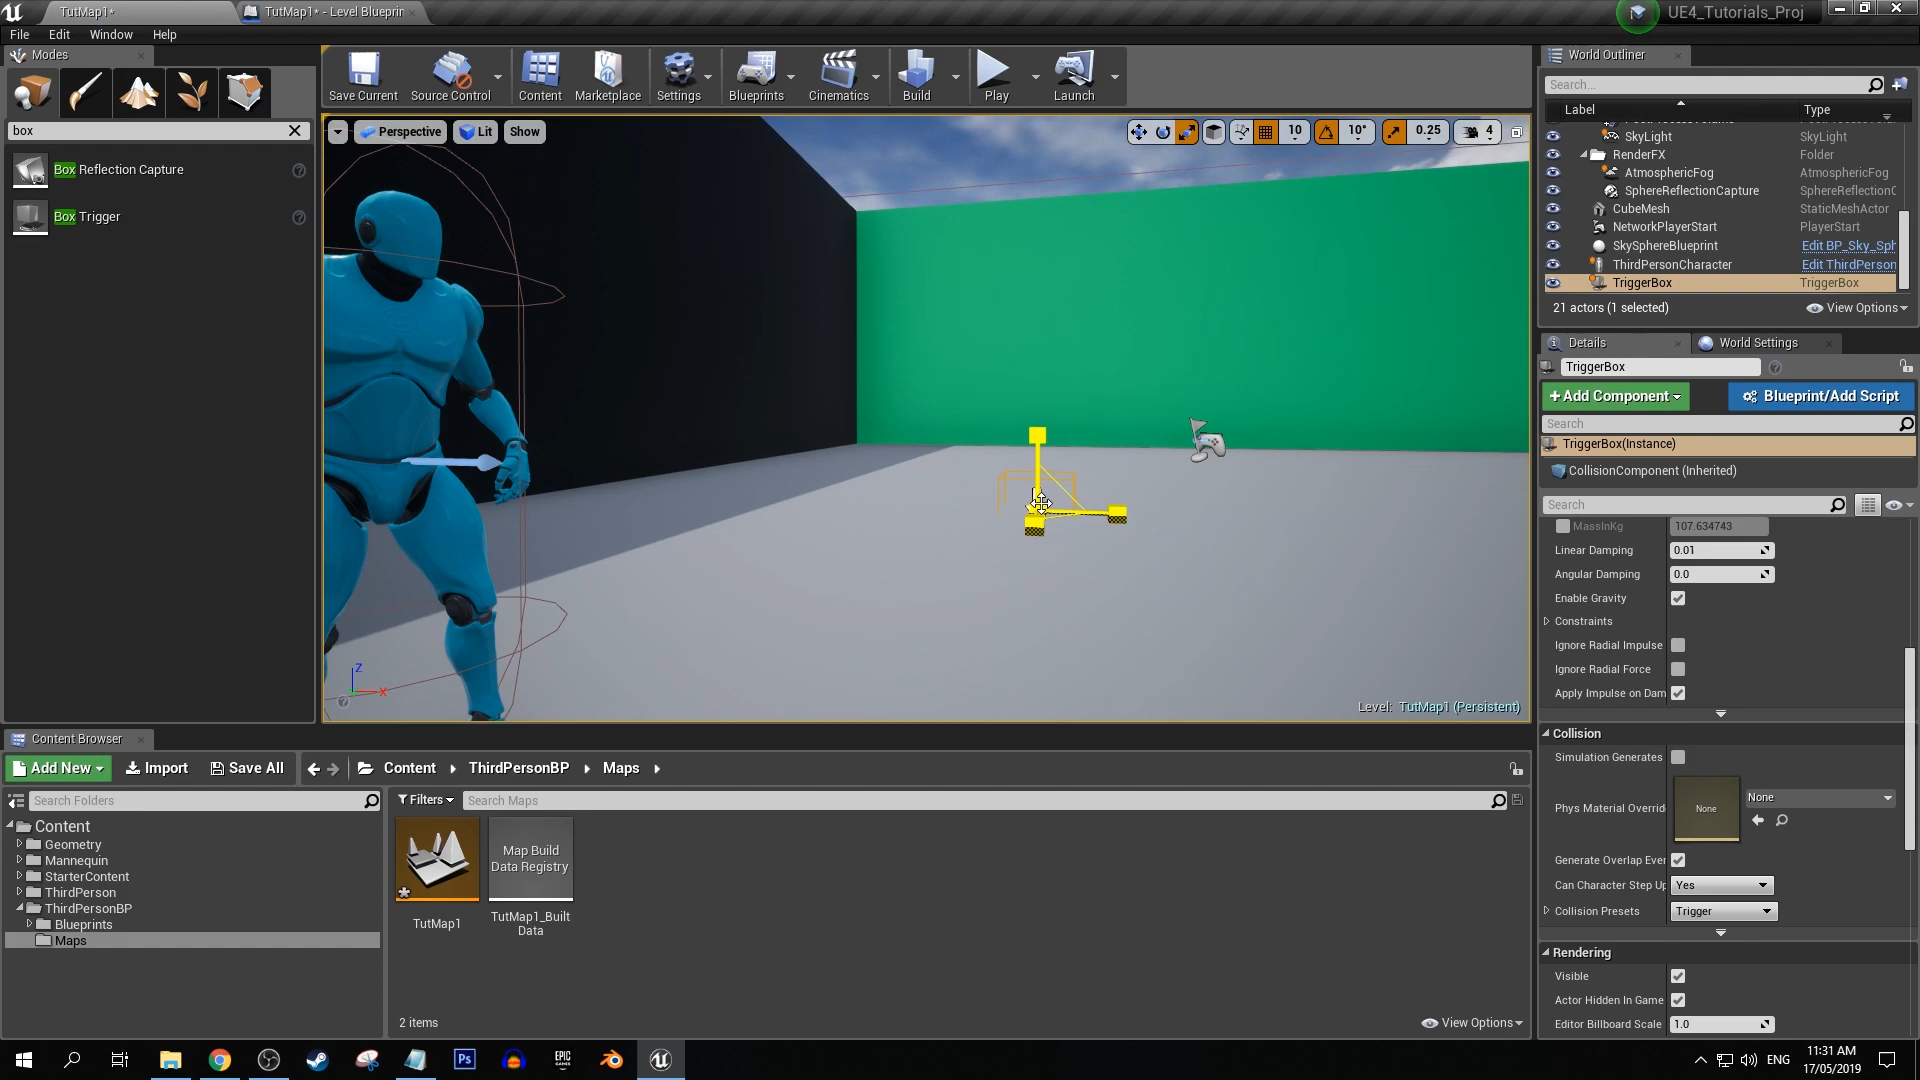 TutMap1*
TutMap1* - Level Blueprin
UE4_Tutorials_Proj
File Edit Window Help
Modes
box
Box Reflection Capture
Box Trigger
Save Current
Source Control
Content
Marketplace
Settings
Blueprints
Cinematics
Build
Play
Launch
Perspective
Lit
Show
10
10°
0.25
4
Z
X
Level: TutMap1 (Persistent)
World Outliner
Search...
Label Type
SkyLight SkyLight
RenderFX Folder
AtmosphericFog AtmosphericFog
SphereReflectionCapture SphereReflectionC
CubeMesh StaticMeshActor
NetworkPlayerStart PlayerStart
SkySphereBlueprint Edit BP_Sky_Sph
ThirdPersonCharacter Edit ThirdPerson
TriggerBox TriggerBox
21 actors (1 selected)
View Options
Details
World Settings
TriggerBox
+Add Component
Blueprint/Add Script
Search
TriggerBox(Instance)
CollisionComponent (Inherited)
Search
MassInKg 107.634743
Linear Damping 0.01
Angular Damping 0.0
Enable Gravity
Constraints
Ignore Radial Impulse
Ignore Radial Force
Apply Impulse on Dam
Collision
Simulation Generates
Phys Material Overrid
None
None
Generate Overlap Ever
Can Character Step Up Yes
Collision Presets Trigger
Rendering
Visible
Actor Hidden In Game
Editor Billboard Scale 1.0
Content Browser
Add New
Import
Save All
Content
ThirdPersonBP
Maps
Search Folders
Filters
Search Maps
Content
Geometry
Mannequin
StarterContent
ThirdPerson
ThirdPersonBP
Blueprints
Maps
TutMap1
Map Build
Data Registry
TutMap1_Built
Data
2 items
View Options
Ps
EPIC
GAMES
ENG
11:31 AM
17/05/2019